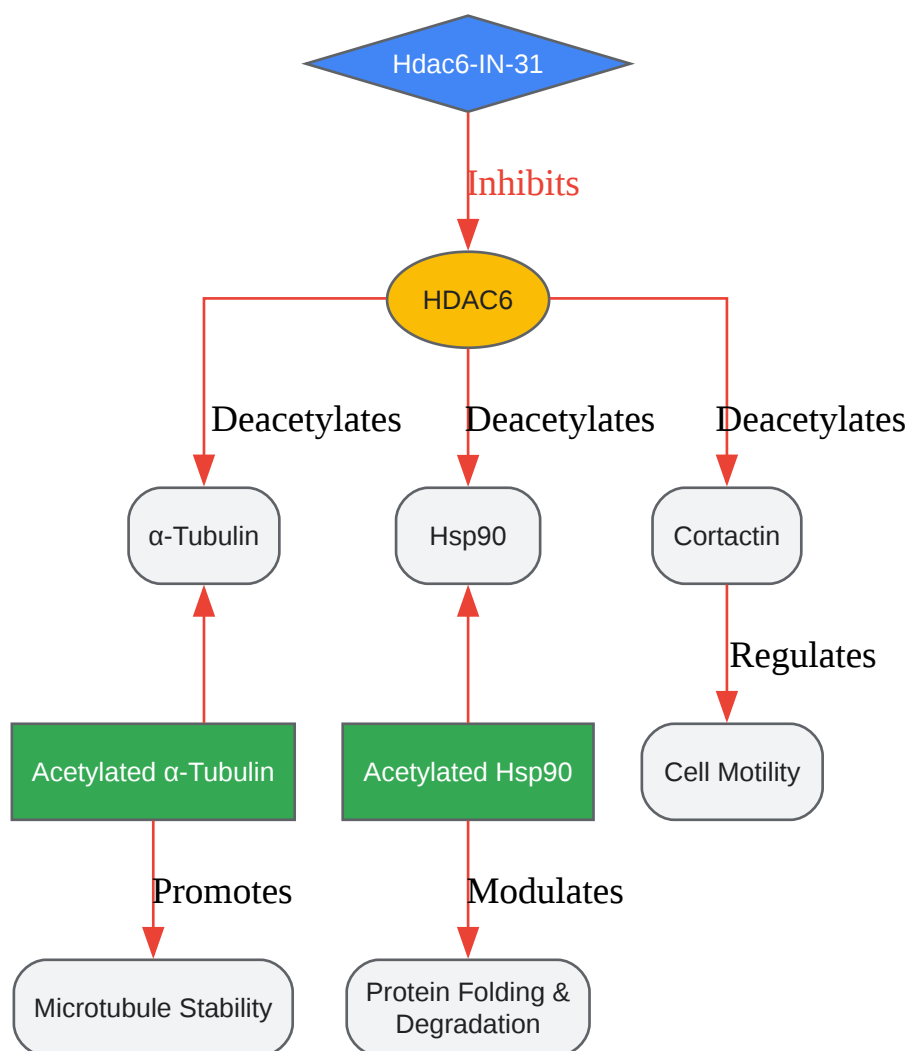 Hdac6-IN-31
Inhibits
HDAC6
Deacetylates
Deacetylates
Deacetylates
α-Tubulin
Hsp90
Cortactin
Regulates
Acetylated α-Tubulin
Acetylated Hsp90
Cell Motility
Promotes
Modulates
Microtubule Stability
Protein Folding &
Degradation